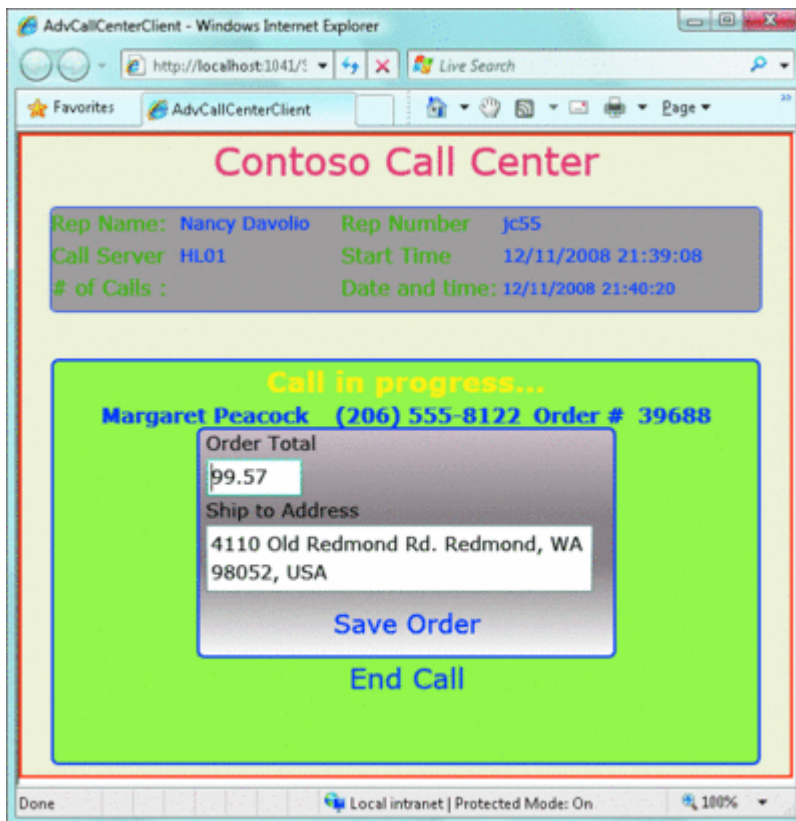 AdvCallCenterClient - Windows Internet Explorer
http://localhost:1041/S
Live Search
Favorites AdvCallCenterClient Page
Contoso Call Center
Rep Name: Nancy Davolio Rep Number jc55
Call Server HL01 Start Time 12/11/2008 21:39:08
# of Calls : Date and time: 12/11/2008 21:40:20
Call in progress...
Margaret Peacock (206) 555-8122 Order # 39688
Order Total
99.57
Ship to Address
4110 Old Redmond Rd. Redmond, WA
98052, USA
Save Order
End Call
Done Local intranet | Protected Mode: On 100%